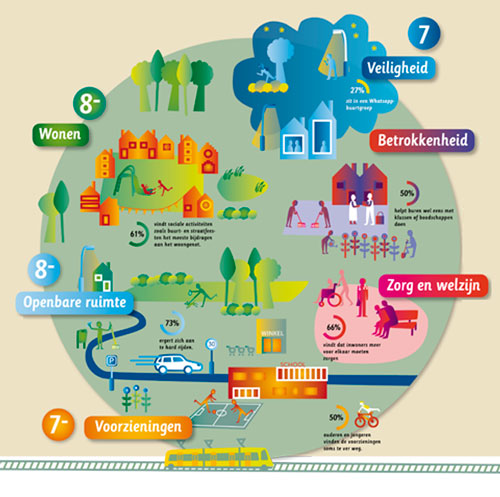 7
Veiligheid
27%
zit in een Whatsapp
buurtgroep
8-
Wonen
Betrokkenheid
50%
helpt buren wel eens met
klussen of boodschappen
doen
61%
vindt sociale activiteiten
zoals buurt- en straatfees-
ten het meeste bijdragen
aan het woongenot.
8-
Openbare ruimte
Zorg en welzijn
73%
ergert zich aan
te hard rijden.
30
WINKEL
66%
vindt dat inwoners meer
voor elkaar moeten
zorgen
P
SCHOOL
7-
Voorzieningen
50%
ouderen en jongeren
vinden de voorzieningen
soms te ver weg.